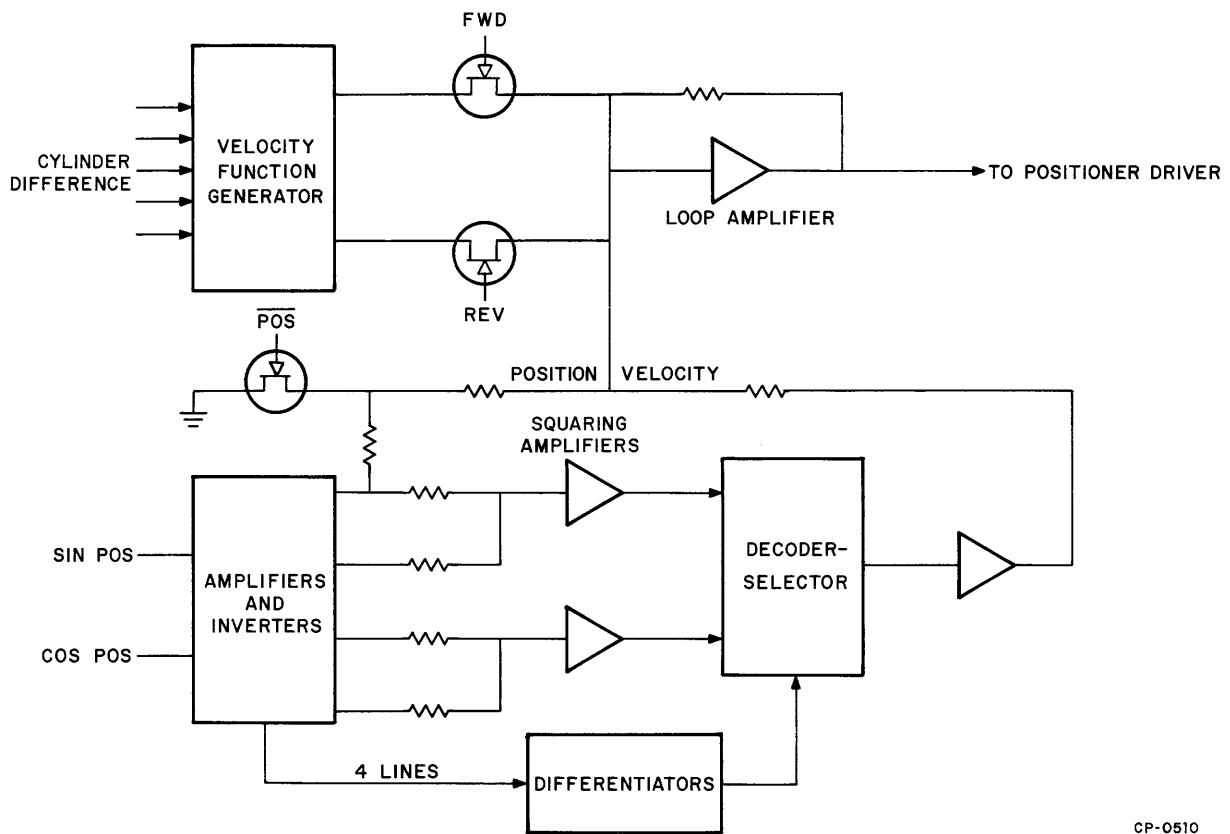 FWD
VELOCITY
FUNCTION
GENERATOR
CYLINDER
DIFFERENCE
TO POSITIONER DRIVER
LOOP AMPLIFIER
REV
POS
POSITION VELOCITY
SQUARING
AMPLIFIERS
SIN POS
COS POS
AMPLIFIERS
AND
INVERTERS
DECODER-
SELECTOR
4 LINES
DIFFERENTIATORS
CP-0510